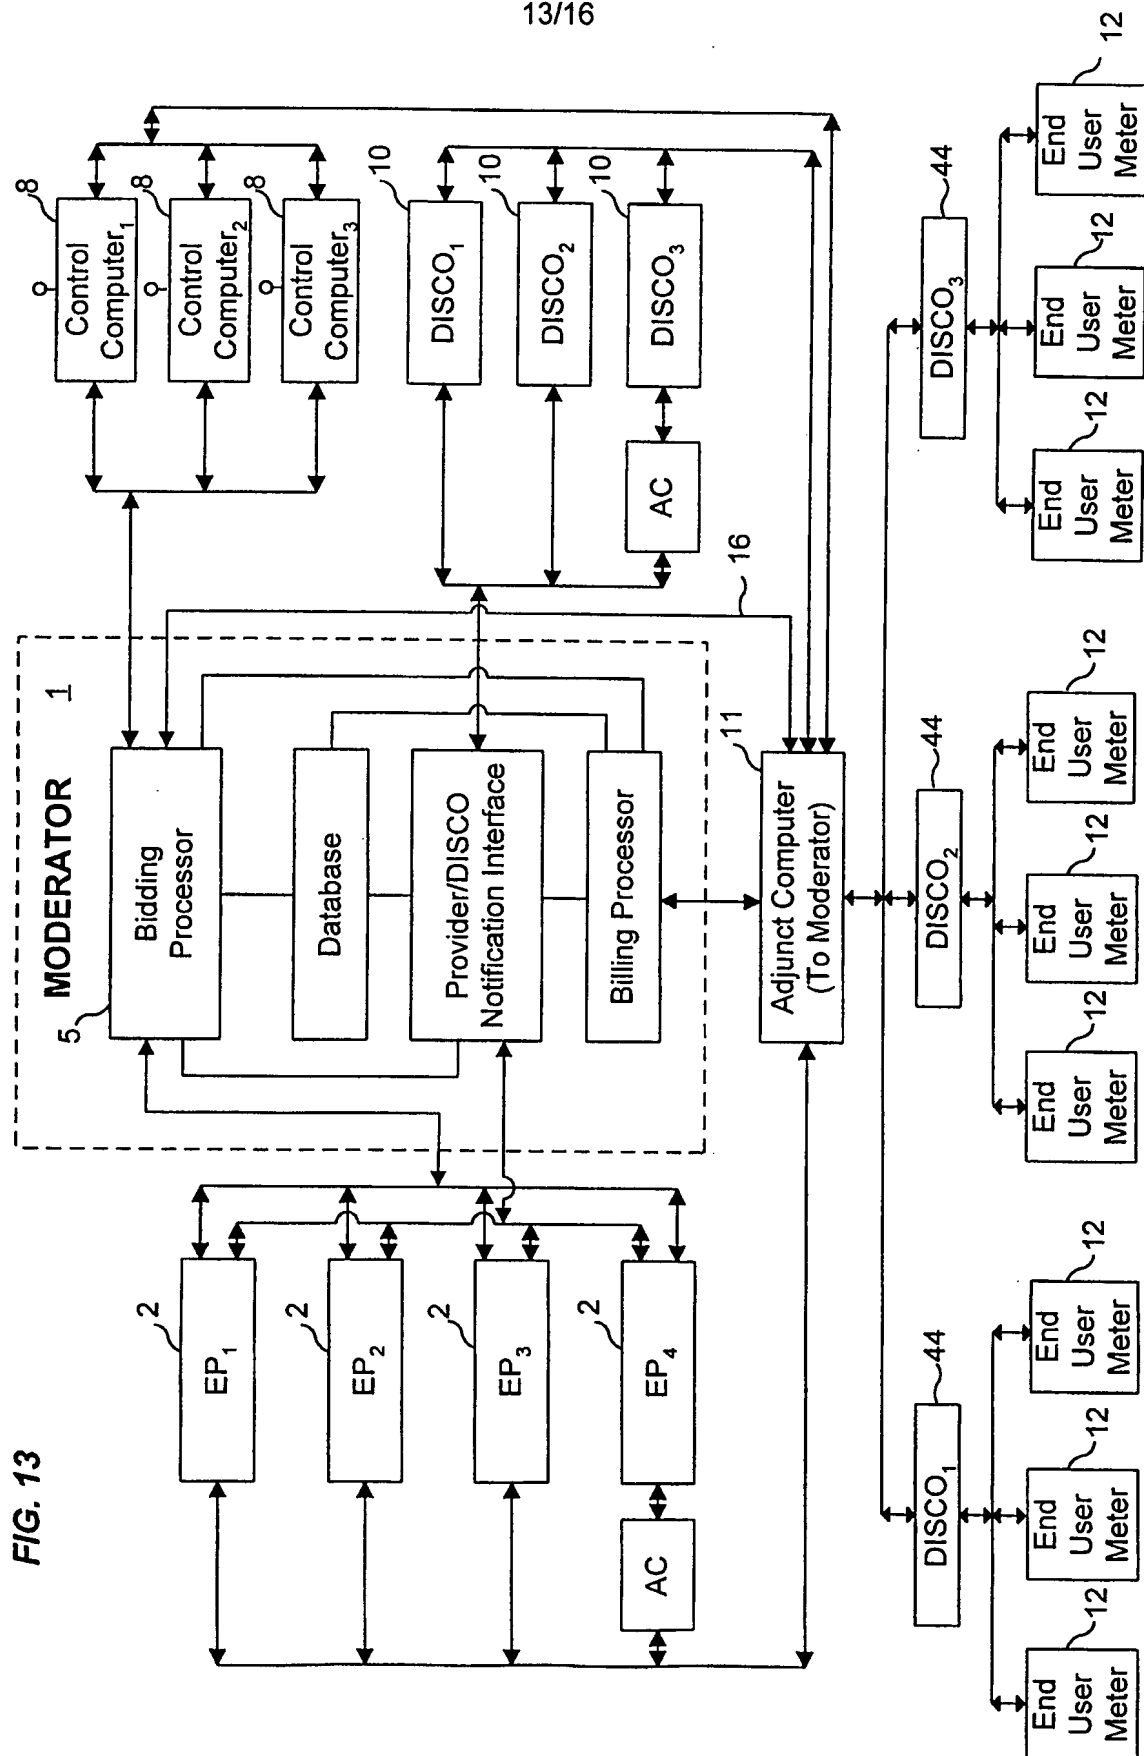 13/16
FIG. 13
MODERATOR
1
5
Bidding
Processor
Database
Provider/DISCO
Notification Interface
Billing Processor
2
EP1
2
EP2
2
EP3
2
EP4
AC
8
Control
Computer1
8
Control
Computer2
8
Control
Computer3
10
DISCO1
10
DISCO2
10
DISCO3
AC
16
11
Adjunct Computer
(To Moderator)
44
DISCO1
44
DISCO2
44
DISCO3
12
End
User
Meter
12
End
User
Meter
12
End
User
Meter
12
End
User
Meter
12
End
User
Meter
12
End
User
Meter
12
End
User
Meter
12
End
User
Meter
12
End
User
Meter